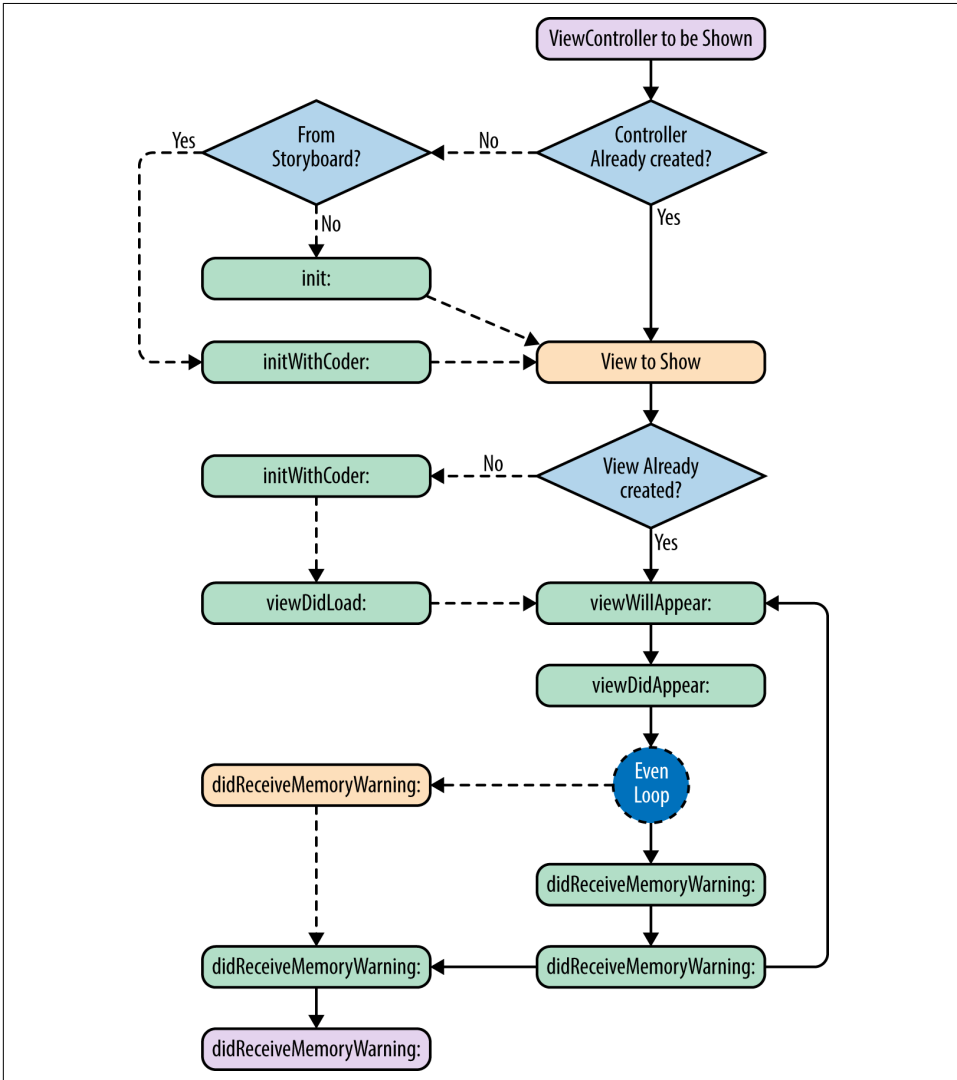 ViewController to be Shown
Yes
From
Storyboard?
No
Controller
Already created?
No
Yes
init:
initWithCoder:
View to Show
initWithCoder:
No
View Already
created?
Yes
viewDidLoad:
viewWillAppear:
viewDidAppear:
didReceiveMemoryWarning:
Even
Loop
didReceiveMemoryWarning:
didReceiveMemoryWarning:
didReceiveMemoryWarning:
didReceiveMemoryWarning: